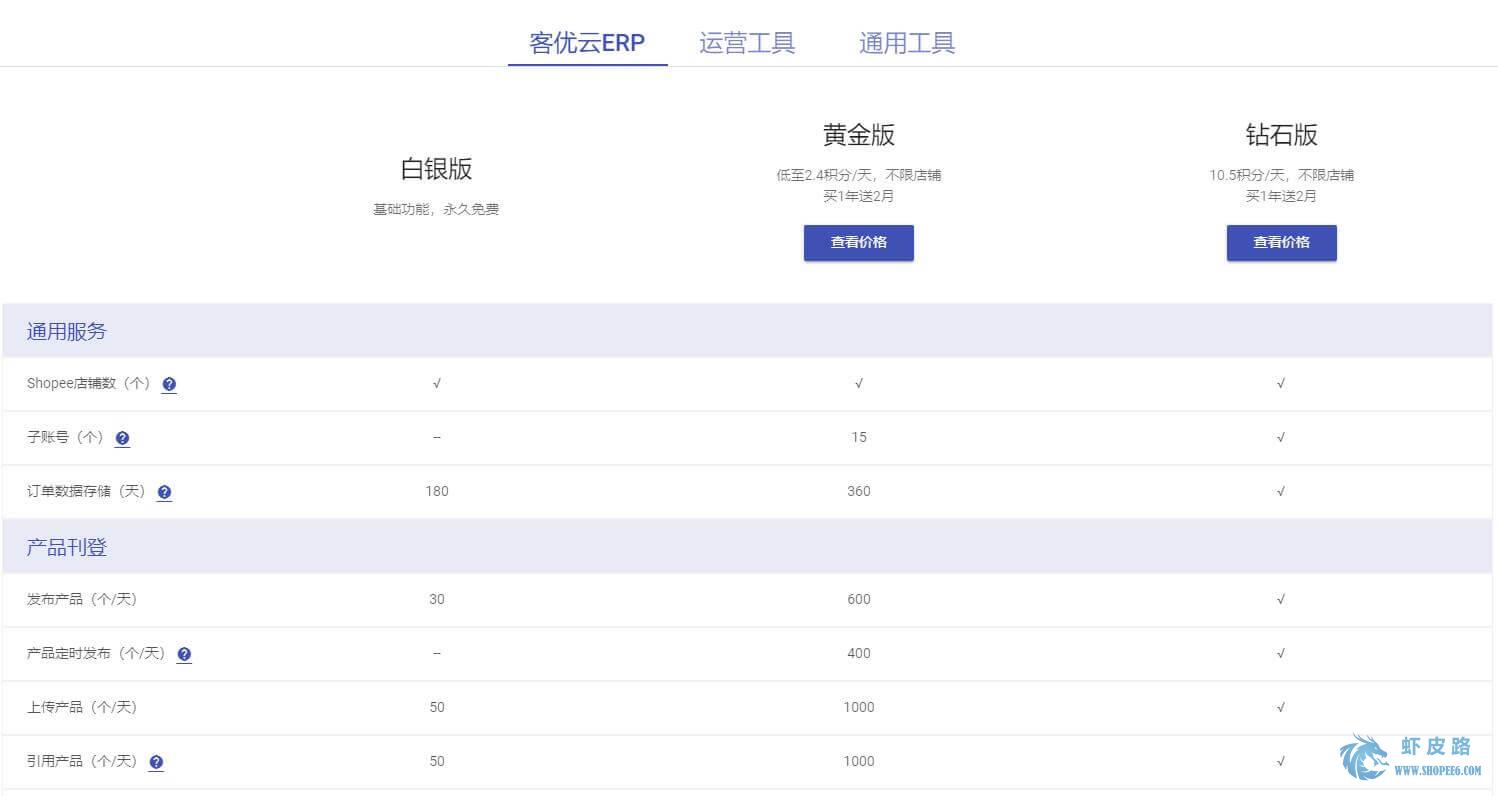 客优云ERP 运营工具 通用工具
白银版 黄金版 钻石版
基础功能，永久免费 低至2.4积分/天，不限店铺 10.5积分/天，不限店铺
买1年送2月 买1年送2月
查看价格 查看价格
通用服务
Shopee店铺数（个） ? √ √ √
子账号（个） ? -- 15 √
订单数据存储（天） ? 180 360 √
产品刊登
发布产品（个/天） 30 600 √
产品定时发布（个/天） ? -- 400 √
上传产品（个/天） 50 1000 √
引用产品（个/天） ? 50 1000 √
虾皮路
WWW.SHOPEE6.COM